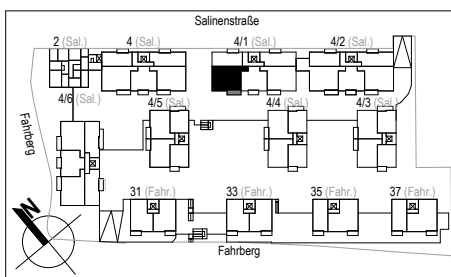 Salinenstraße
2 (Sal.) 4 (Sal.) 4/1 (Sal.) 4/2 (Sal.)
4/6 (Sal.) 4/5 (Sal.) 4/4 (Sal.) 4/3 (Sal.)
Fahrberg
31 (Fahr.) 33 (Fahr.) 35 (Fahr.) 37 (Fahr.)
N
Fahrberg